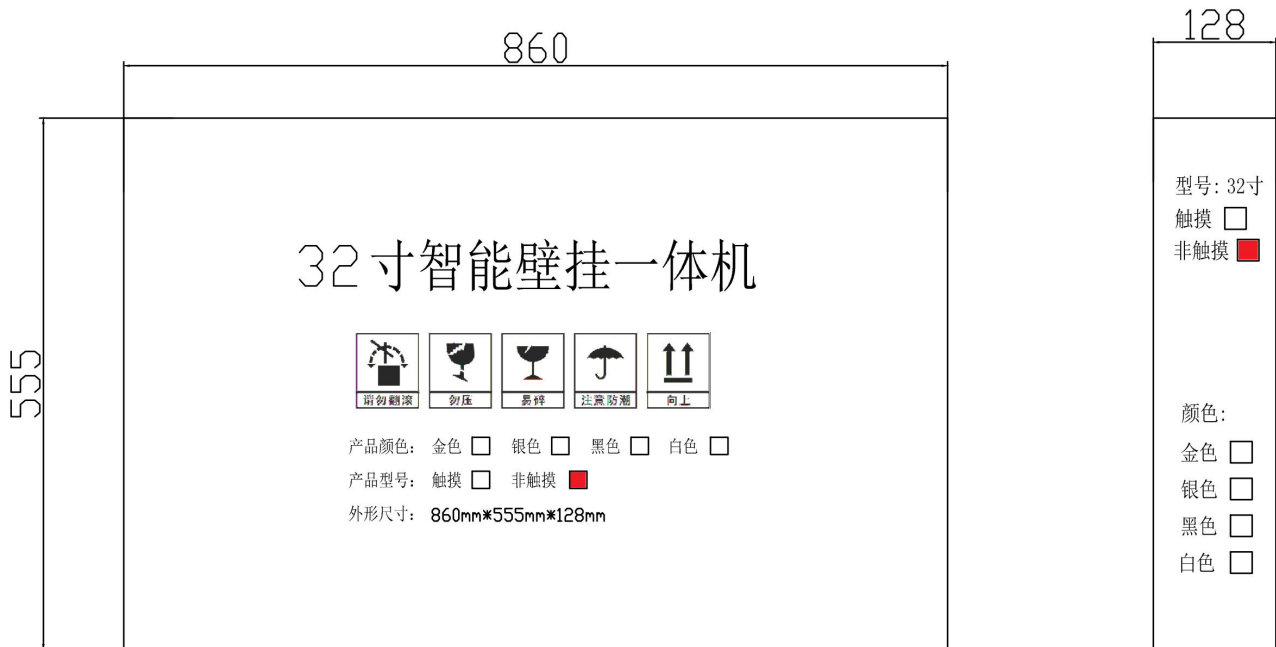 860
128
555
32寸智能壁挂一体机
请勿翻滚 勿压 易碎 注意防潮 向上
产品颜色: 金色 银色 黑色 白色
产品型号: 触摸 非触摸
外形尺寸: 860mm*555mm*128mm
型号: 32寸
触摸
非触摸
颜色:
金色
银色
黑色
白色